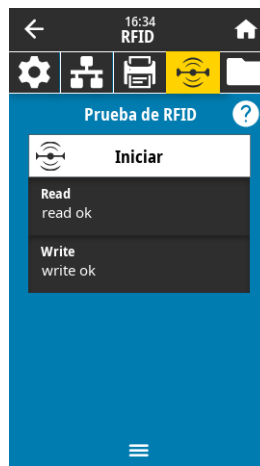 16:34
RFID
Prueba de RFID
?
Iniciar
Read
read ok
Write
write ok